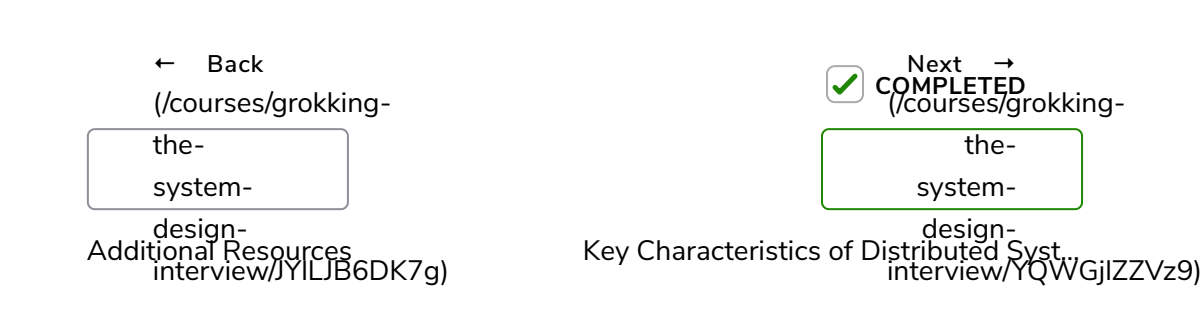 ← Back
(/courses/grokking-
the-
system-
design-
interview/JYlLJB6DK7g)
Additional Resources
Next →
COMPLETED
(/courses/grokking-
the-
system-
design-
interview/YQWGjlZZVz9)
Key Characteristics of Distributed Syst...